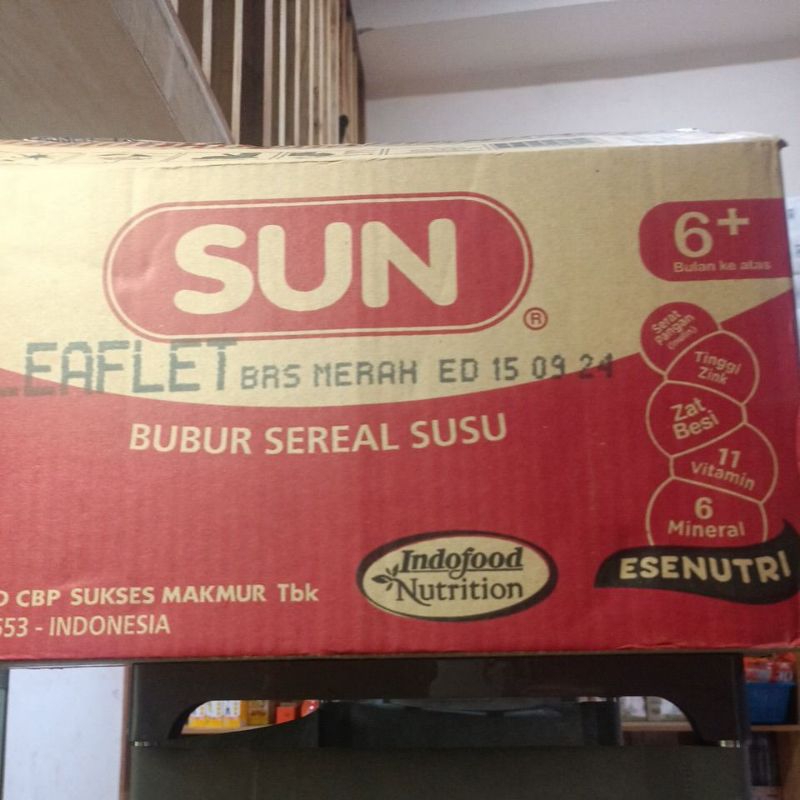 SUN
®
6+
Bulan ke atas
LEAFLET BRS MERAH ED 15 09 24
BUBUR SEREAL SUSU
Serat
Pangan
(Inulin)
Tinggi
Zink
Zat
Besi
11
Vitamin
6
Mineral
ESENUTRI
Indofood
Nutrition
CBP SUKSES MAKMUR Tbk
553 - INDONESIA